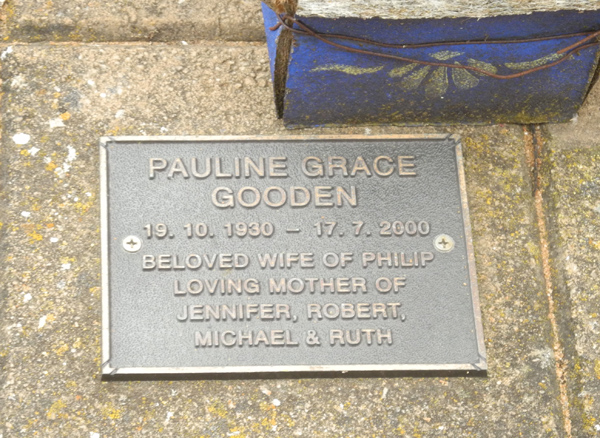 PAULINE GRACE
GOODEN
19. 10. 1930 – 17. 7. 2000
BELOVED WIFE OF PHILIP
LOVING MOTHER OF
JENNIFER, ROBERT,
MICHAEL & RUTH